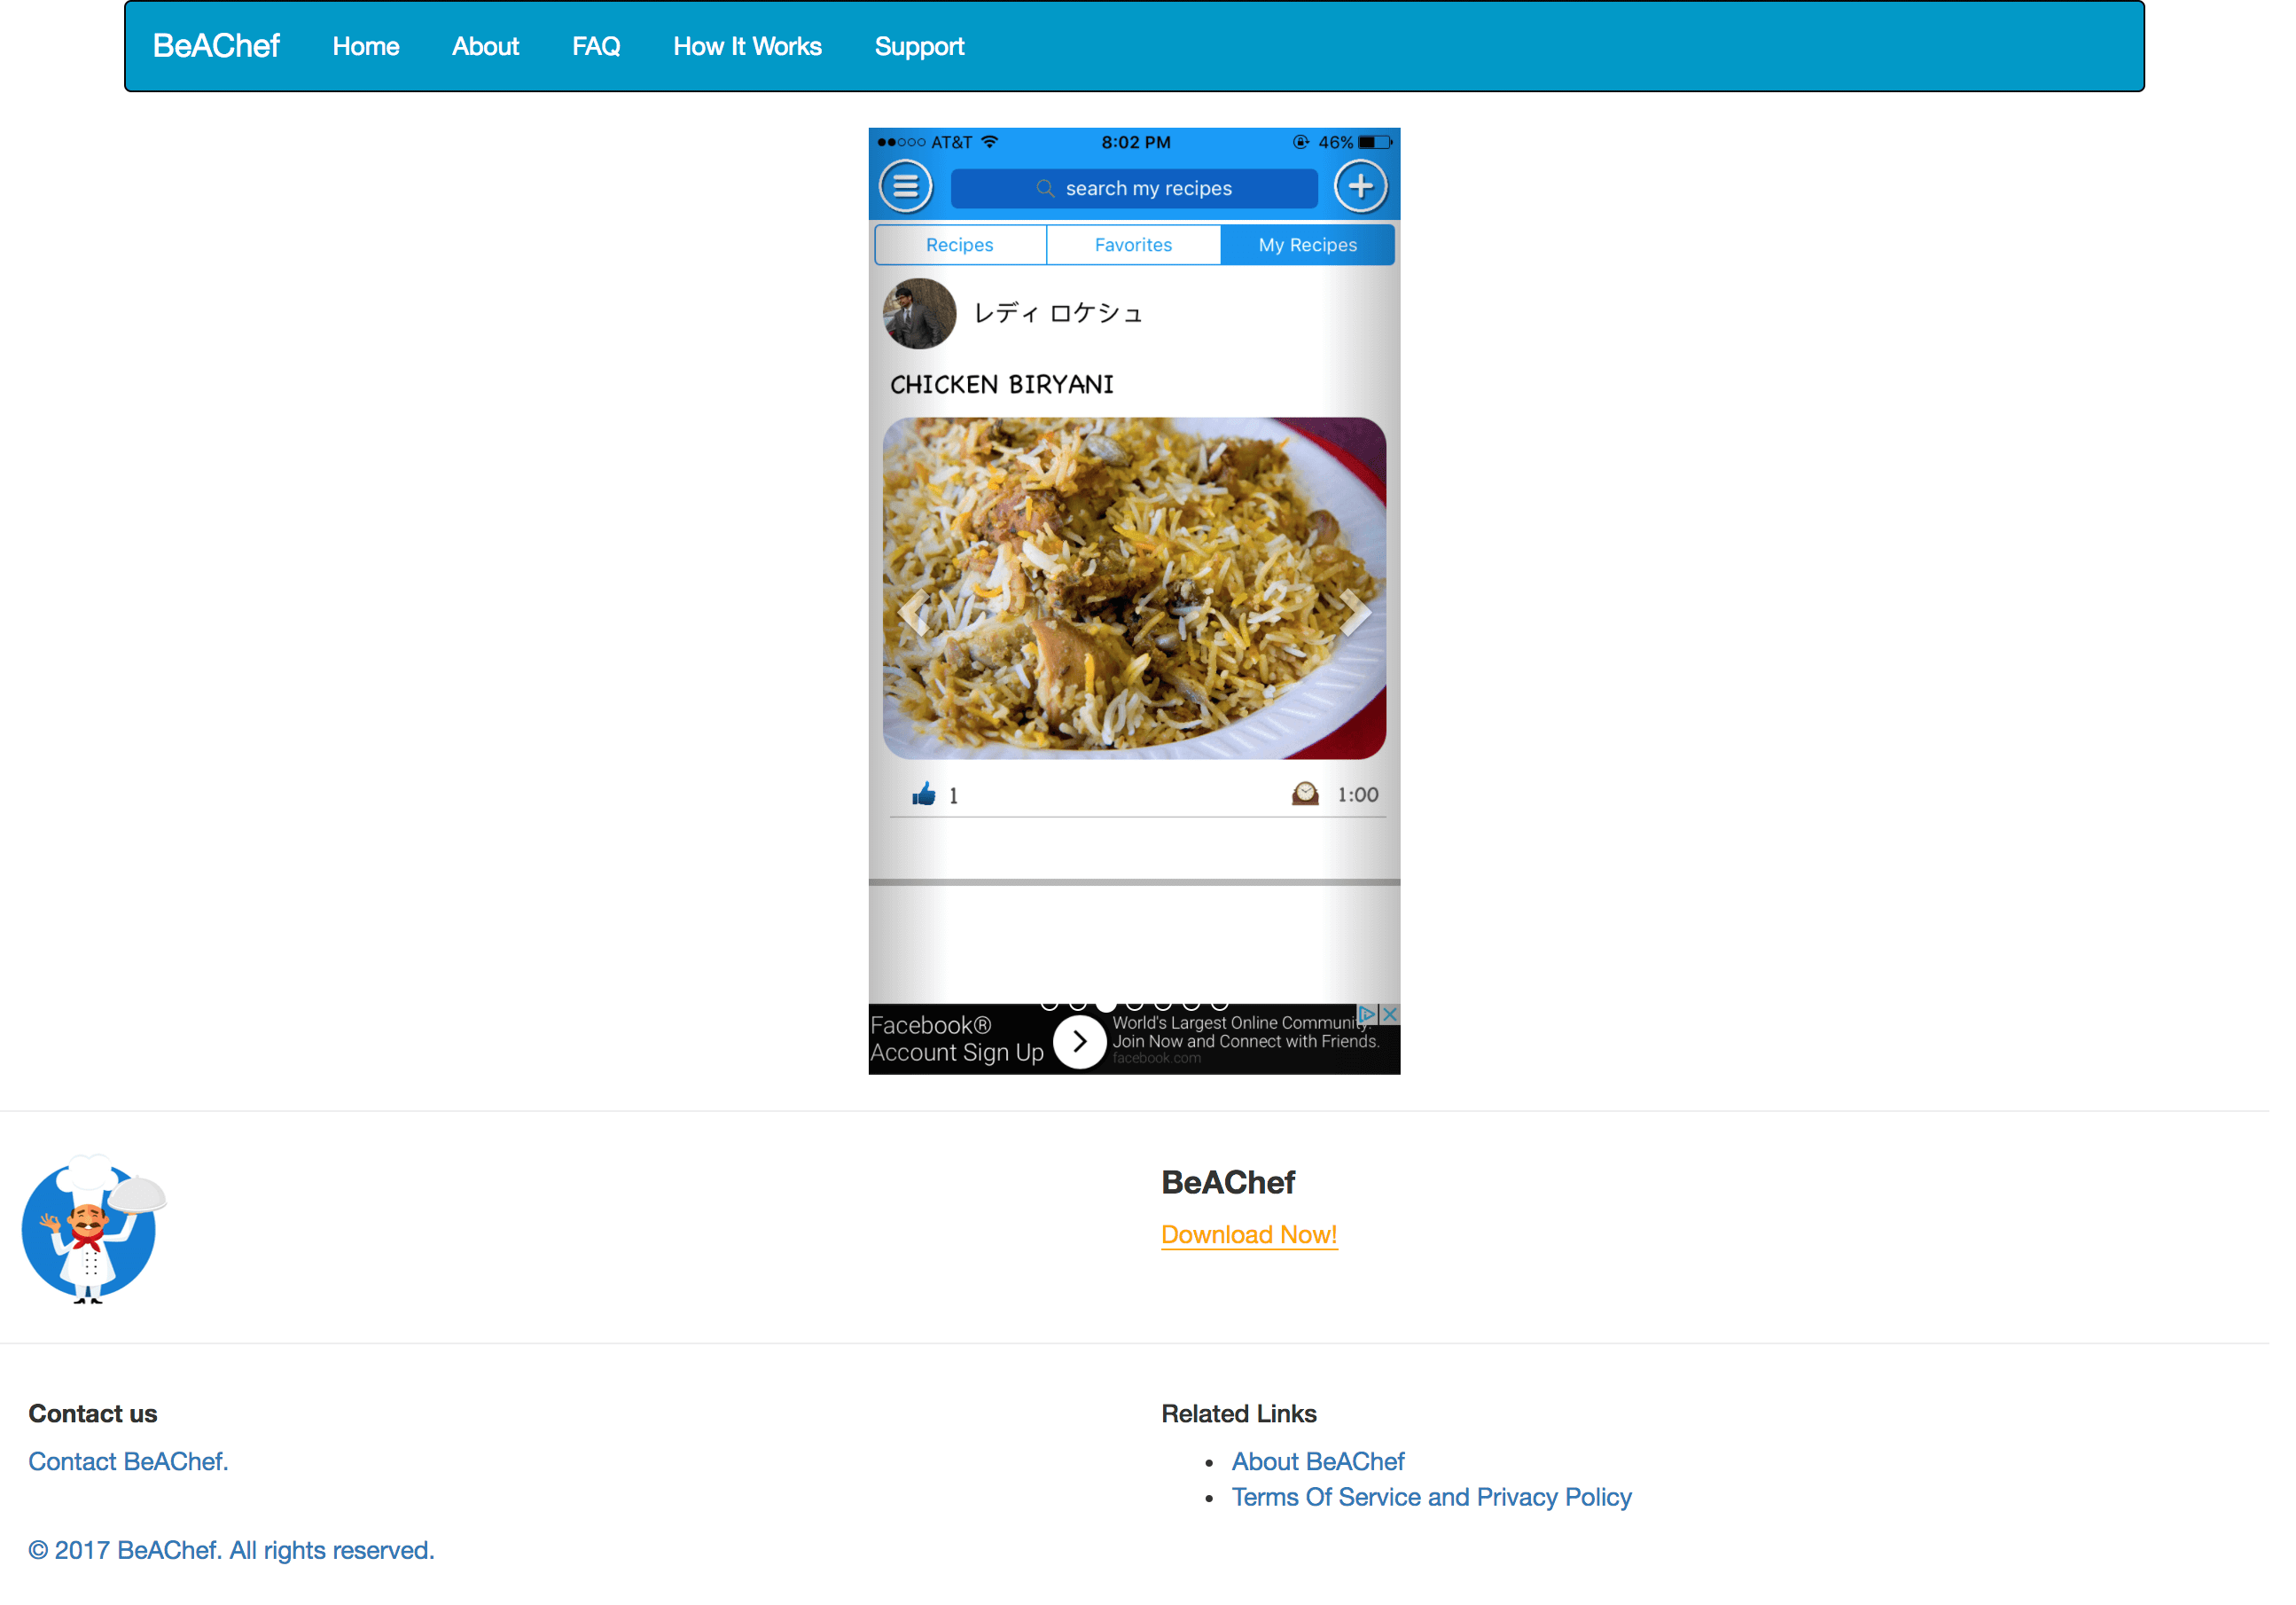 BeAChef Home About FAQ How It Works Support
AT&T 8:02 PM 46%
search my recipes
Recipes Favorites My Recipes
レディ ロケシュ
CHICKEN BIRYANI
1 1:00
Facebook®
Account Sign Up
World's Largest Online Community.
Join Now and Connect with Friends.
facebook.com
BeAChef
Download Now!
Contact us
Contact BeAChef.
© 2017 BeAChef. All rights reserved.
Related Links
• About BeAChef
• Terms Of Service and Privacy Policy